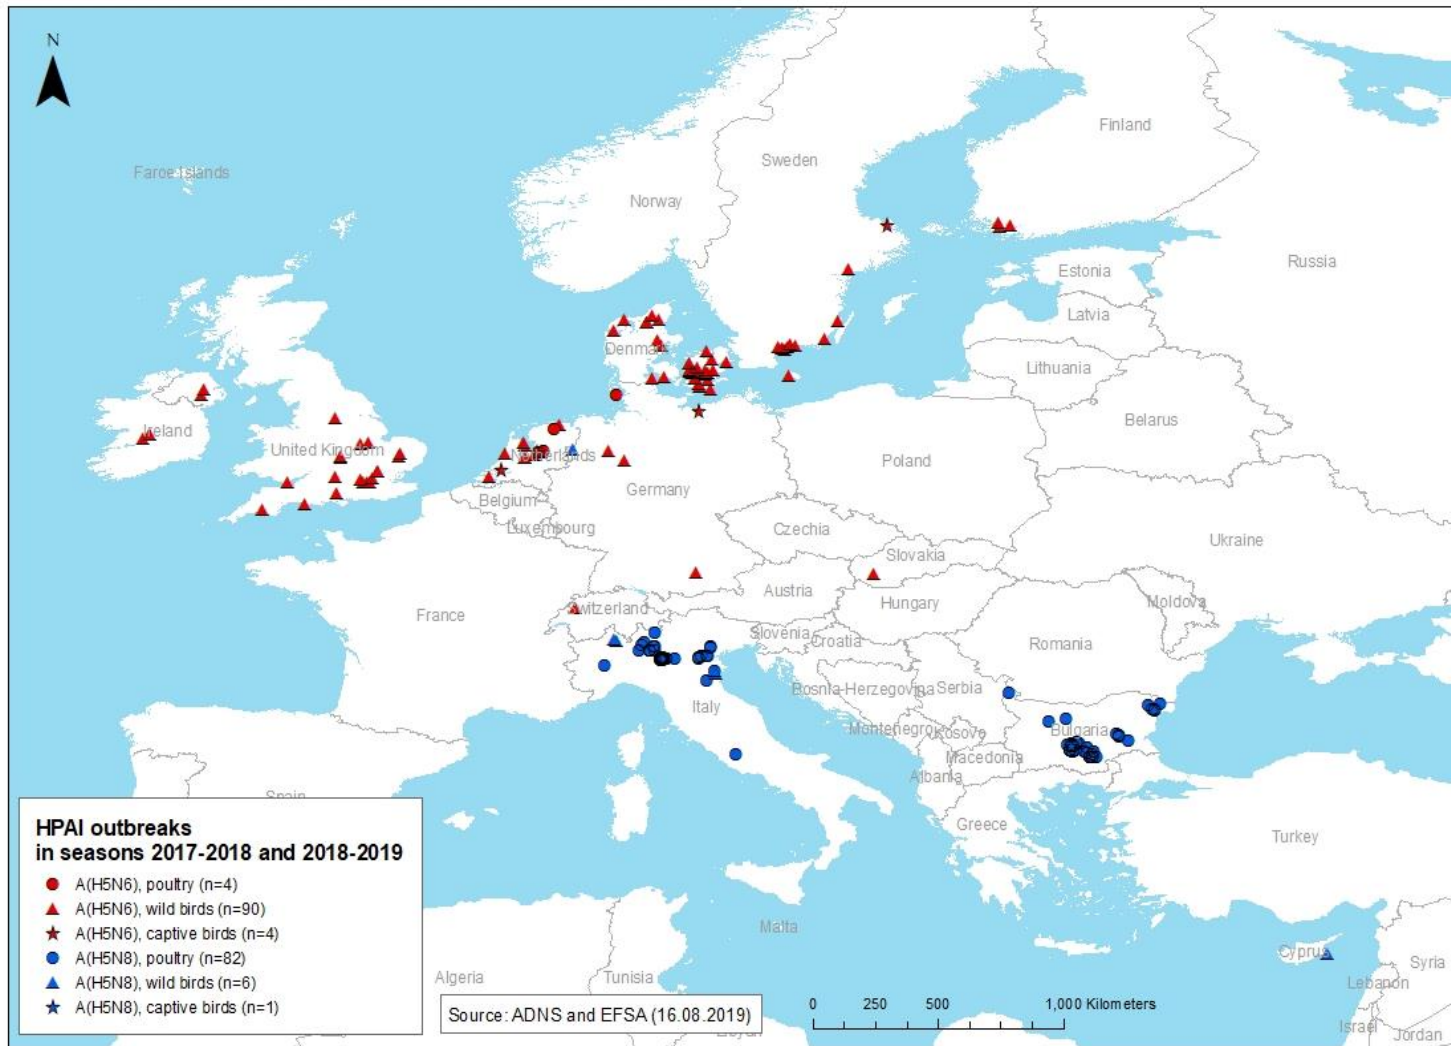 N
Faroe Islands
Finland
Sweden
Norway
Russia
Estonia
Latvia
Denmark
Lithuania
Belarus
Ireland
United Kingdom
Netherlands
Poland
Germany
Belgium
Luxembourg
Czechia
Ukraine
Slovakia
Austria
Switzerland
Hungary
Moldova
France
Slovenia
Croatia
Romania
Bosnia-Herzegovina
Serbia
Italy
Montenegro
Kosovo
Bulgaria
Macedonia
Albania
Spain
Greece
Turkey
Malta
Cyprus
Syria
Lebanon
Israel
Jordan
Algeria
Tunisia
HPAI outbreaks
in seasons 2017-2018 and 2018-2019
A(H5N6), poultry (n=4)
A(H5N6), wild birds (n=90)
A(H5N6), captive birds (n=4)
A(H5N8), poultry (n=82)
A(H5N8), wild birds (n=6)
A(H5N8), captive birds (n=1)
Source: ADNS and EFSA (16.08.2019)
0 250 500 1,000 Kilometers